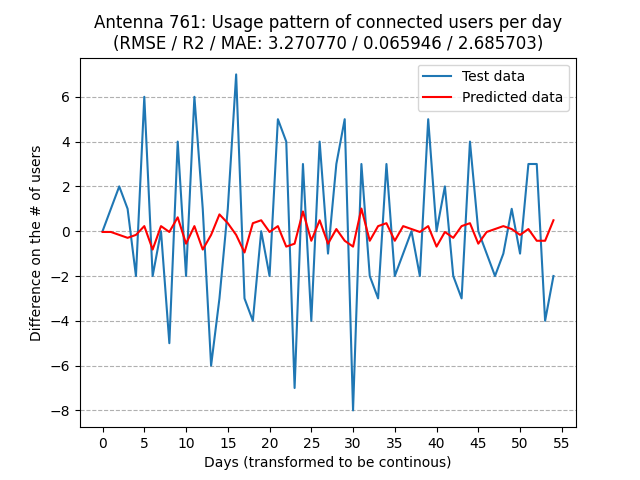 Antenna 761: Usage pattern of connected users per day
(RMSE / R2 / MAE: 3.270770 / 0.065946 / 2.685703)
Test data
Predicted data
Difference on the # of users
6
4
2
0
−2
−4
−6
−8
0 5 10 15 20 25 30 35 40 45 50 55
Days (transformed to be continous)